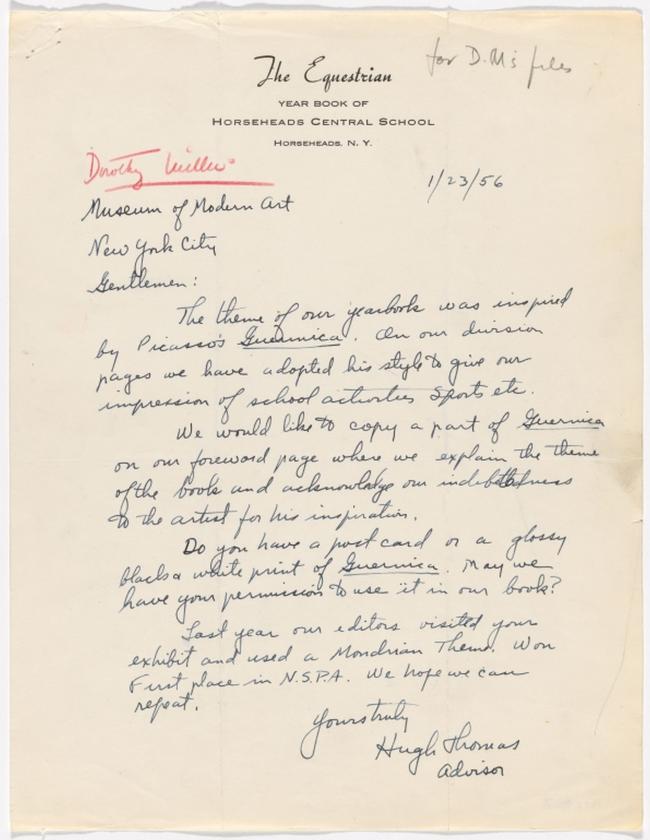 for D.M's files
The Equestrian
YEAR BOOK OF
HORSEHEADS CENTRAL SCHOOL
HORSEHEADS, N. Y.
Dorothy Miller
1/23/56
Museum of Modern Art
New York City
Gentlemen:
The theme of our yearbook was inspired
by Picasso's Guernica. On our division
pages we have adopted his style to give our
impression of school activities Sports etc.
We would like to copy a part of Guernica
on our foreword page where we explain the theme
of the book and acknowledge our indebtedness
to the artist for his inspiration.
Do you have a post card or a glossy
black & white print of Guernica. May we
have your permission to use it in our book?
Last year our editors visited your
exhibit and used a Mondrian Theme. Won
First place in N.S.P.A. We hope we can
repeat.
Yours truly
Hugh Thomas
Advisor